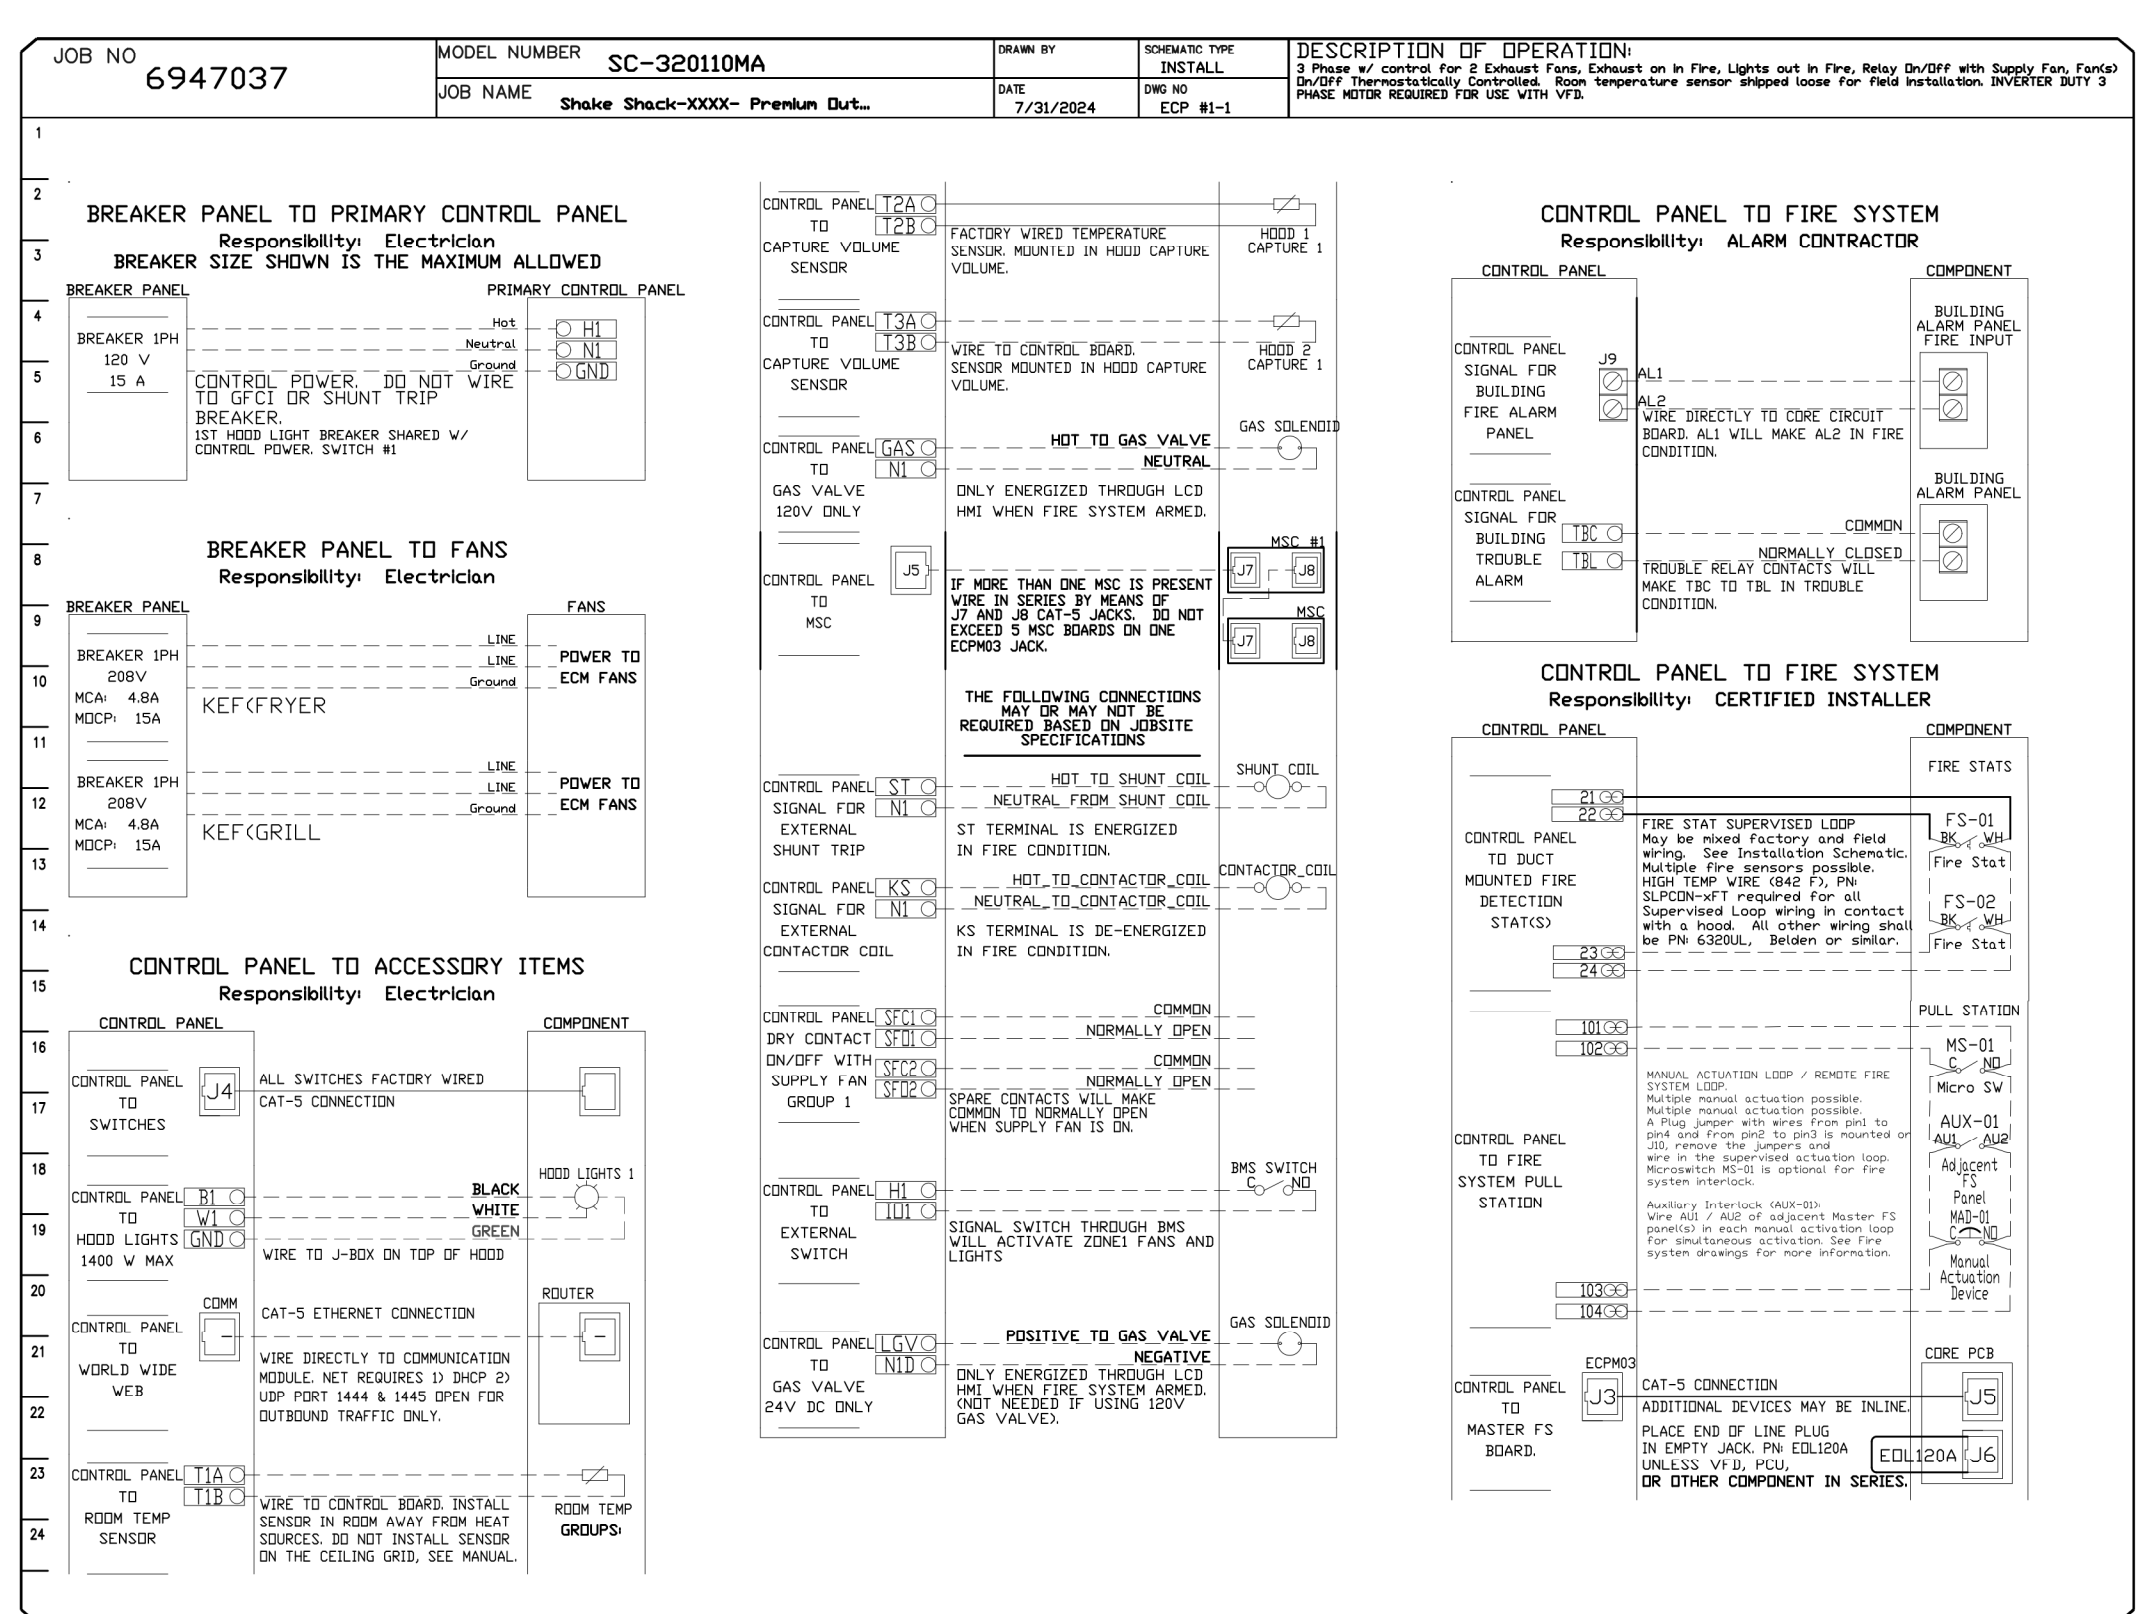 JOB NO
6947037
MODEL NUMBER SC-320110MA
JOB NAME
Shake Shack-XXXX- Premium Out...
DRAWN BY
DATE
7/31/2024
SCHEMATIC TYPE
INSTALL
DWG NO
ECP #1-1
DESCRIPTION OF OPERATION:
3 Phase w/ control for 2 Exhaust Fans, Exhaust on in Fire, Lights out in Fire, Relay On/Off with Supply Fan, Fan(s)
On/Off Thermostatically Controlled. Room temperature sensor shipped loose for field installation. INVERTER DUTY 3
PHASE MOTOR REQUIRED FOR USE WITH VFD.
1
2
3
4
5
6
7
8
9
10
11
12
13
14
15
16
17
18
19
20
21
22
23
24
BREAKER PANEL TO PRIMARY CONTROL PANEL
Responsibility: Electrician
BREAKER SIZE SHOWN IS THE MAXIMUM ALLOWED
BREAKER PANEL
PRIMARY CONTROL PANEL
BREAKER 1PH
120 V
15 A
Hot
H1
Neutral
N1
Ground
GND
CONTROL POWER. DO NOT WIRE
TO GFCI OR SHUNT TRIP
BREAKER.
1ST HOOD LIGHT BREAKER SHARED W/
CONTROL POWER. SWITCH #1
BREAKER PANEL TO FANS
Responsibility: Electrician
BREAKER PANEL
FANS
BREAKER 1PH
208V
MCA: 4.8A
MOCP: 15A
LINE
LINE
Ground
KEF(FRYER
POWER TO
ECM FANS
BREAKER 1PH
208V
MCA: 4.8A
MOCP: 15A
LINE
LINE
Ground
KEF(GRILL
POWER TO
ECM FANS
CONTROL PANEL TO ACCESSORY ITEMS
Responsibility: Electrician
CONTROL PANEL
COMPONENT
CONTROL PANEL
TO
SWITCHES
J4
ALL SWITCHES FACTORY WIRED
CAT-5 CONNECTION
CONTROL PANEL
TO
HOOD LIGHTS
1400 W MAX
B1
W1
GND
BLACK
WHITE
GREEN
HOOD LIGHTS 1
WIRE TO J-BOX ON TOP OF HOOD
CONTROL PANEL
TO
WORLD WIDE
WEB
COMM
CAT-5 ETHERNET CONNECTION
ROUTER
WIRE DIRECTLY TO COMMUNICATION
MODULE. NET REQUIRES 1) DHCP 2)
UDP PORT 1444 & 1445 OPEN FOR
OUTBOUND TRAFFIC ONLY.
CONTROL PANEL
TO
ROOM TEMP
SENSOR
T1A
T1B
WIRE TO CONTROL BOARD. INSTALL
SENSOR IN ROOM AWAY FROM HEAT
SOURCES. DO NOT INSTALL SENSOR
ON THE CEILING GRID, SEE MANUAL.
ROOM TEMP
GROUPS:
CONTROL PANEL
TO
CAPTURE VOLUME
SENSOR
T2A
T2B
FACTORY WIRED TEMPERATURE
SENSOR. MOUNTED IN HOOD CAPTURE
VOLUME.
HOOD 1
CAPTURE 1
CONTROL PANEL
TO
CAPTURE VOLUME
SENSOR
T3A
T3B
WIRE TO CONTROL BOARD.
SENSOR MOUNTED IN HOOD CAPTURE
VOLUME.
HOOD 2
CAPTURE 1
CONTROL PANEL
TO
GAS VALVE
120V ONLY
GAS
N1
HOT TO GAS VALVE
NEUTRAL
GAS SOLENOID
ONLY ENERGIZED THROUGH LCD
HMI WHEN FIRE SYSTEM ARMED.
CONTROL PANEL
TO
MSC
J5
MSC #1
J7
J8
MSC
J7
J8
IF MORE THAN ONE MSC IS PRESENT
WIRE IN SERIES BY MEANS OF
J7 AND J8 CAT-5 JACKS. DO NOT
EXCEED 5 MSC BOARDS ON ONE
ECPM03 JACK.
THE FOLLOWING CONNECTIONS
MAY OR MAY NOT BE
REQUIRED BASED ON JOBSITE
SPECIFICATIONS
CONTROL PANEL
SIGNAL FOR
EXTERNAL
SHUNT TRIP
ST
N1
HOT TO SHUNT COIL
NEUTRAL FROM SHUNT COIL
SHUNT COIL
ST TERMINAL IS ENERGIZED
IN FIRE CONDITION.
CONTROL PANEL
SIGNAL FOR
EXTERNAL
CONTACTOR COIL
KS
N1
HOT_TO_CONTACTOR_COIL
NEUTRAL_TO_CONTACTOR_COIL
CONTACTOR_COIL
KS TERMINAL IS DE-ENERGIZED
IN FIRE CONDITION.
CONTROL PANEL
DRY CONTACT
ON/OFF WITH
SUPPLY FAN
GROUP 1
SFC1
SFO1
SFC2
SFO2
COMMON
NORMALLY OPEN
COMMON
NORMALLY OPEN
SPARE CONTACTS WILL MAKE
COMMON TO NORMALLY OPEN
WHEN SUPPLY FAN IS ON.
CONTROL PANEL
TO
EXTERNAL
SWITCH
H1
IO1
BMS SWITCH
C
NO
SIGNAL SWITCH THROUGH BMS
WILL ACTIVATE ZONE1 FANS AND
LIGHTS
CONTROL PANEL
TO
GAS VALVE
24V DC ONLY
LGV
N1D
POSITIVE TO GAS VALVE
NEGATIVE
GAS SOLENOID
ONLY ENERGIZED THROUGH LCD
HMI WHEN FIRE SYSTEM ARMED.
(NOT NEEDED IF USING 120V
GAS VALVE).
CONTROL PANEL TO FIRE SYSTEM
Responsibility: ALARM CONTRACTOR
CONTROL PANEL
COMPONENT
CONTROL PANEL
SIGNAL FOR
BUILDING
FIRE ALARM
PANEL
J9
AL1
AL2
BUILDING
ALARM PANEL
FIRE INPUT
WIRE DIRECTLY TO CORE CIRCUIT
BOARD. AL1 WILL MAKE AL2 IN FIRE
CONDITION.
CONTROL PANEL
SIGNAL FOR
BUILDING
TROUBLE
ALARM
TBC
TBL
COMMON
NORMALLY CLOSED
BUILDING
ALARM PANEL
TROUBLE RELAY CONTACTS WILL
MAKE TBC TO TBL IN TROUBLE
CONDITION.
CONTROL PANEL TO FIRE SYSTEM
Responsibility: CERTIFIED INSTALLER
CONTROL PANEL
COMPONENT
CONTROL PANEL
TO DUCT
MOUNTED FIRE
DETECTION
STAT(S)
21
22
23
24
FIRE STAT SUPERVISED LOOP
May be mixed factory and field
wiring. See Installation Schematic.
Multiple fire sensors possible.
HIGH TEMP WIRE (842 F), PN:
SLPCON-xFT required for all
Supervised Loop wiring in contact
with a hood. All other wiring shall
be PN: 6320UL, Belden or similar.
FIRE STATS
FS-01
BK WH
Fire Stat
FS-02
BK WH
Fire Stat
CONTROL PANEL
TO FIRE
SYSTEM PULL
STATION
101
102
103
104
MANUAL ACTUATION LOOP / REMOTE FIRE
SYSTEM LOOP.
Multiple manual actuation possible.
Multiple manual actuation possible.
A Plug jumper with wires from pin1 to
pin4 and from pin2 to pin3 is mounted on
J10, remove the jumpers and
wire in the supervised actuation loop.
Microswitch MS-01 is optional for fire
system interlock.
Auxiliary Interlock (AUX-01):
Wire AU1 / AU2 of adjacent Master FS
panel(s) in each manual activation loop
for simultaneous activation. See Fire
system drawings for more information.
PULL STATION
MS-01
C NO
Micro SW
AUX-01
AU1 AU2
Adjacent
FS
Panel
MAD-01
C NO
Manual
Actuation
Device
CONTROL PANEL
TO
MASTER FS
BOARD.
ECPM03
J3
CORE PCB
J5
CAT-5 CONNECTION
ADDITIONAL DEVICES MAY BE INLINE.
PLACE END OF LINE PLUG
IN EMPTY JACK. PN: EOL120A
UNLESS VFD, PCU,
OR OTHER COMPONENT IN SERIES.
EOL120A
J6